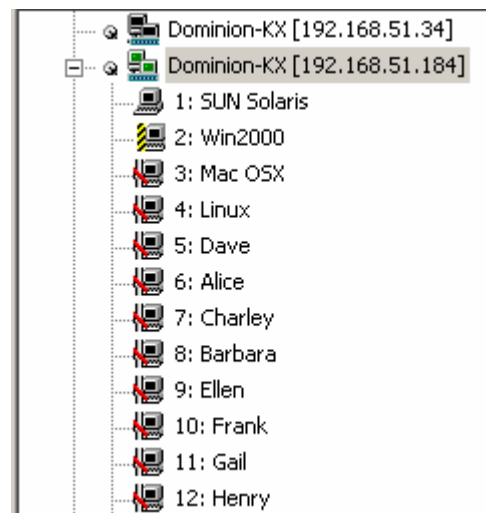 Dominion-KX [192.168.51.34]
Dominion-KX [192.168.51.184]
1: SUN Solaris
2: Win2000
3: Mac OSX
4: Linux
5: Dave
6: Alice
7: Charley
8: Barbara
9: Ellen
10: Frank
11: Gail
12: Henry